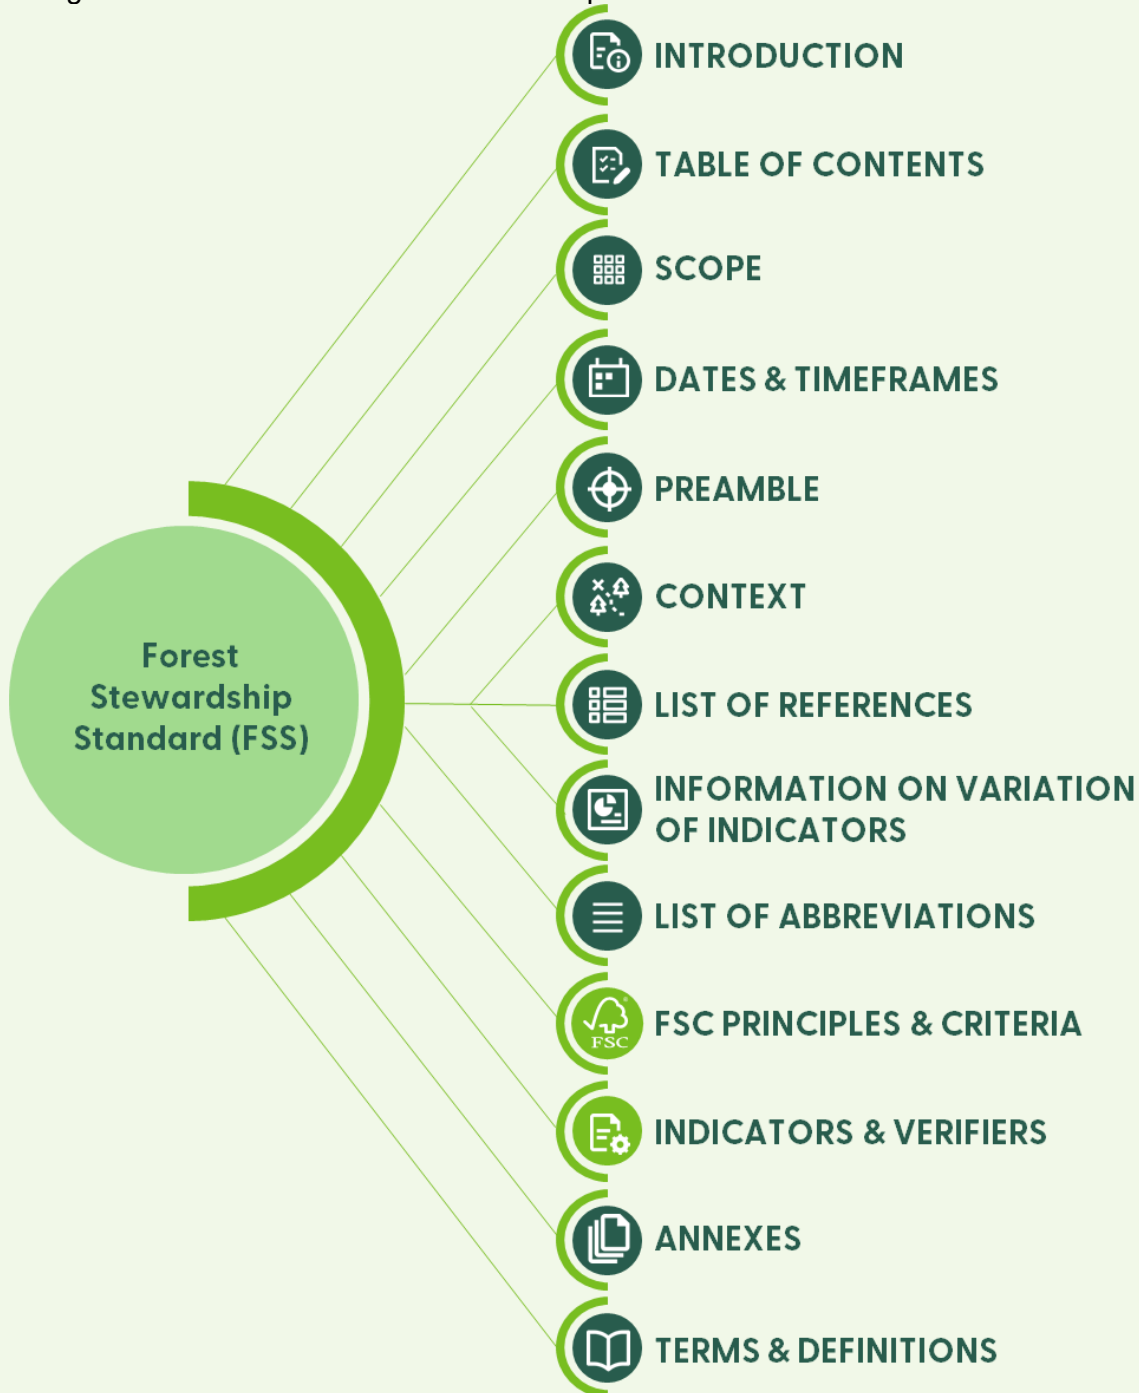 INTRODUCTION
TABLE OF CONTENTS
SCOPE
DATES & TIMEFRAMES
PREAMBLE
CONTEXT
Forest
Stewardship
Standard (FSS)
LIST OF REFERENCES
INFORMATION ON VARIATION
OF INDICATORS
LIST OF ABBREVIATIONS
FSC
FSC PRINCIPLES & CRITERIA
INDICATORS & VERIFIERS
ANNEXES
TERMS & DEFINITIONS